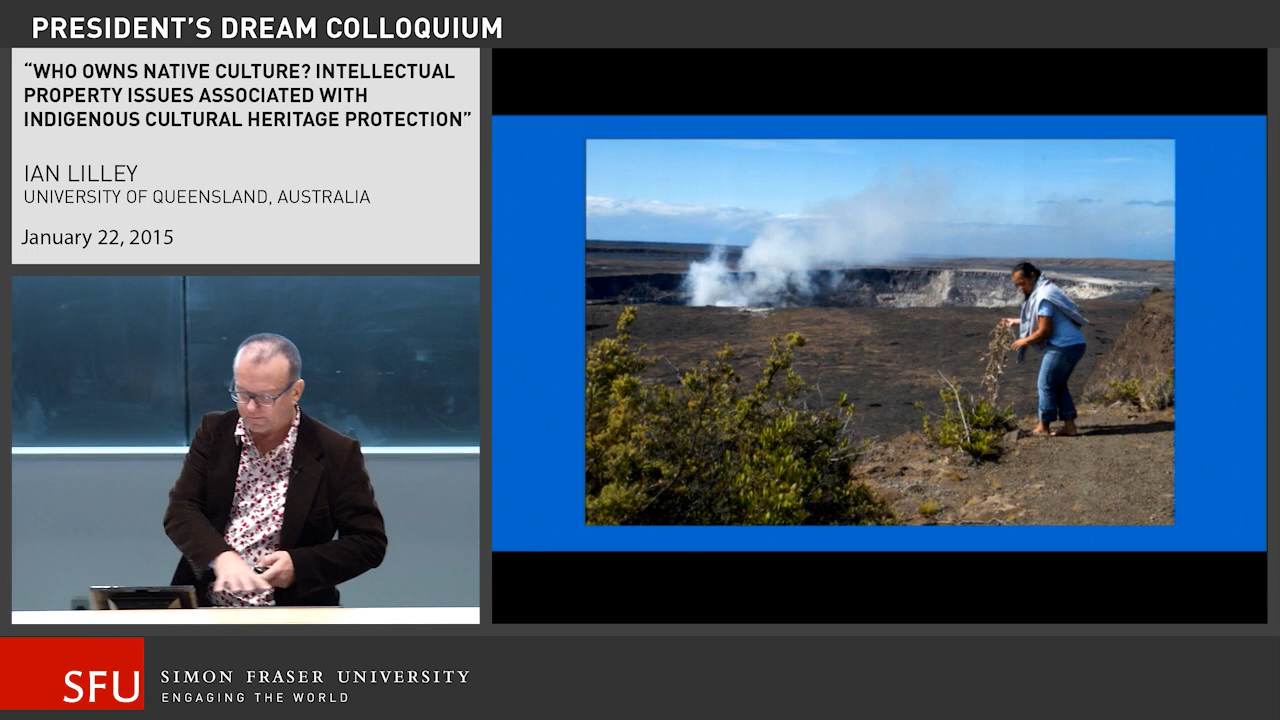 PRESIDENT'S DREAM COLLOQUIUM
“WHO OWNS NATIVE CULTURE? INTELLECTUAL
PROPERTY ISSUES ASSOCIATED WITH
INDIGENOUS CULTURAL HERITAGE PROTECTION”
IAN LILLEY
UNIVERSITY OF QUEENSLAND, AUSTRALIA
January 22, 2015
SFU
SIMON FRASER UNIVERSITY
ENGAGING THE WORLD